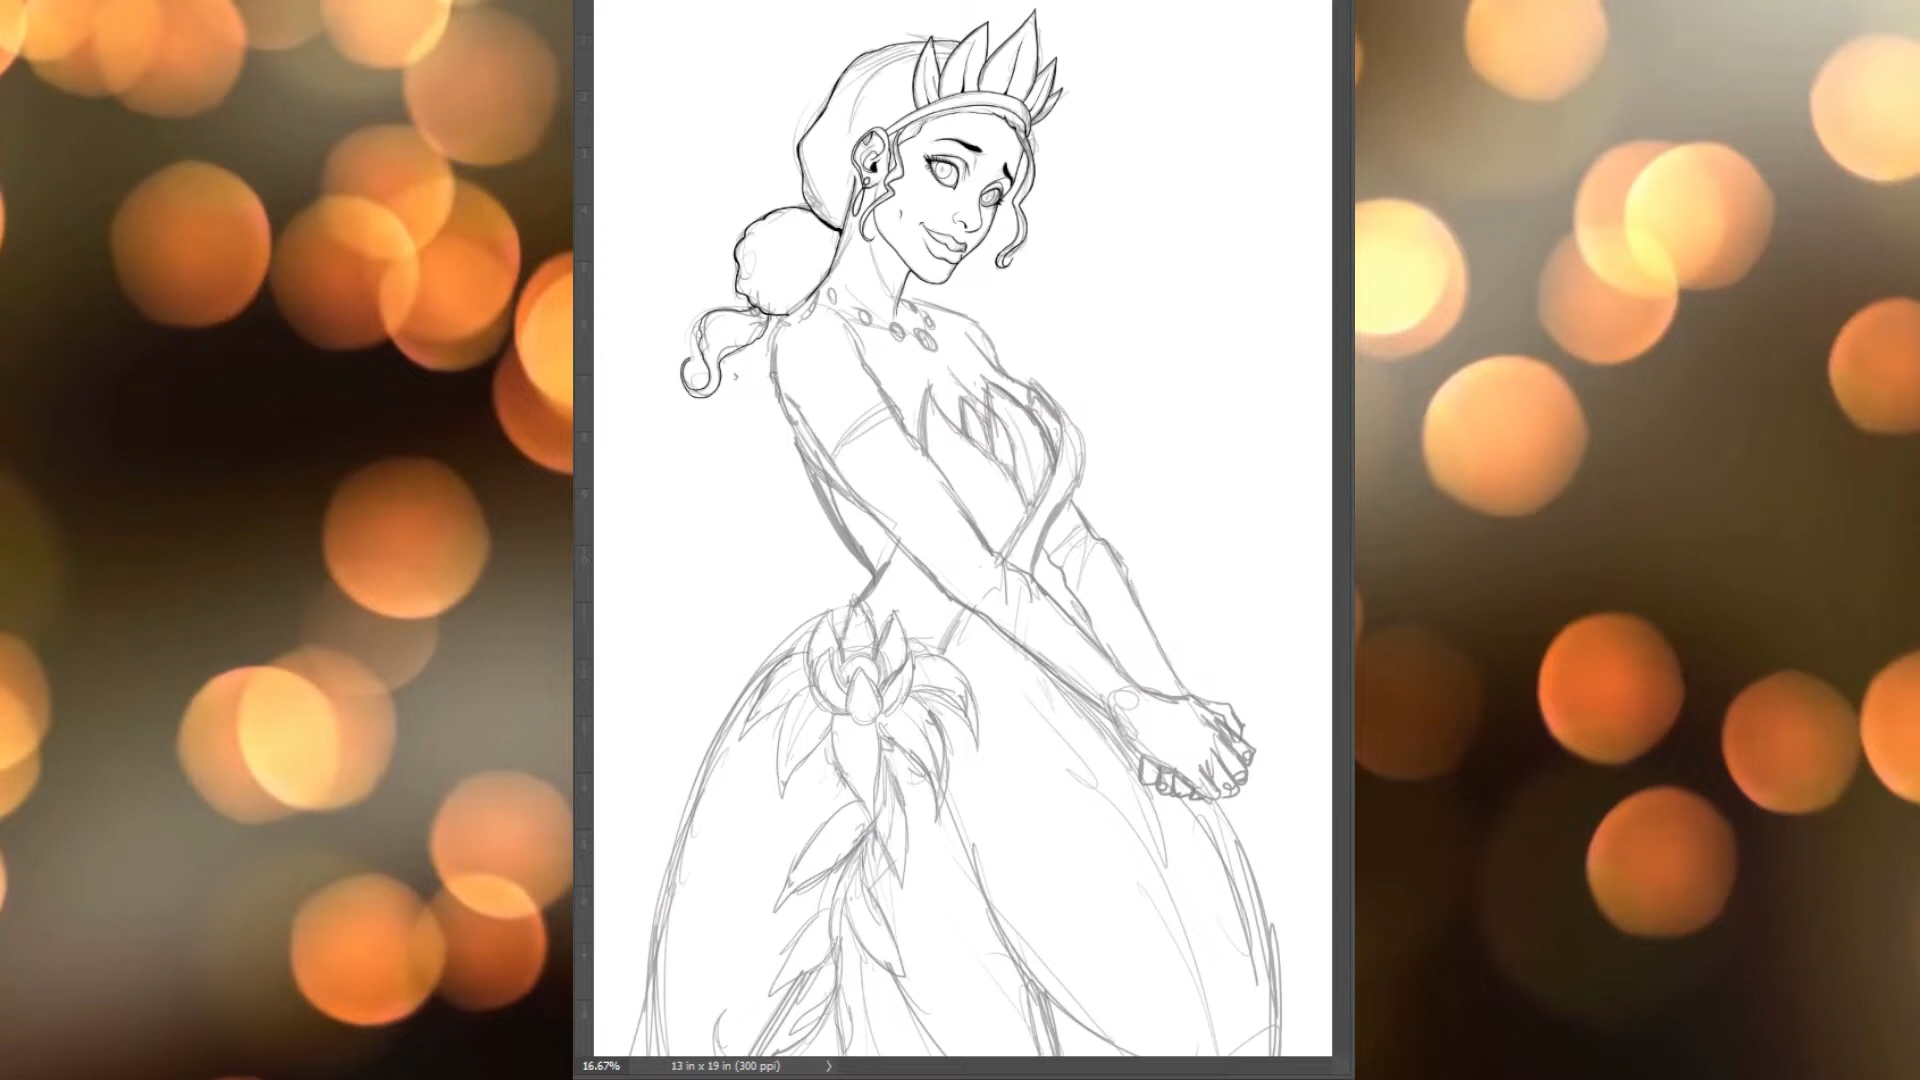 16.67% 13 in x 19 in (300 ppi)